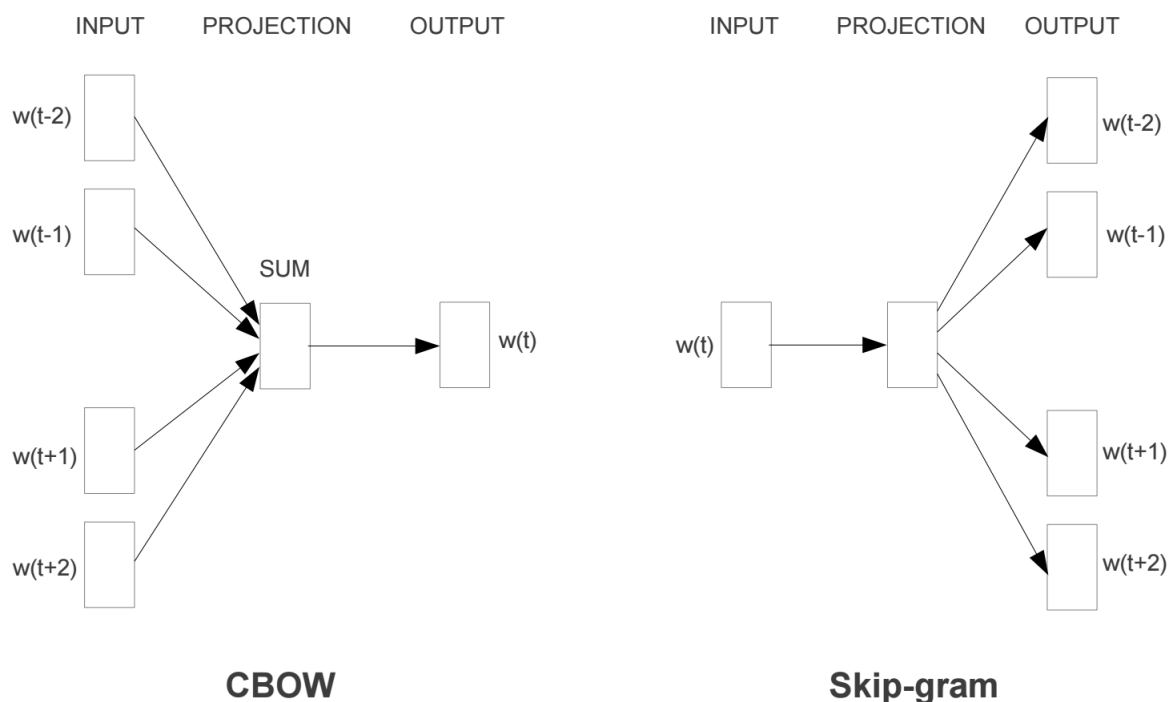 INPUT PROJECTION OUTPUT
w(t-2)
w(t-1)
SUM
w(t)
w(t+1)
w(t+2)
CBOW
INPUT PROJECTION OUTPUT
w(t-2)
w(t-1)
w(t)
w(t+1)
w(t+2)
Skip-gram